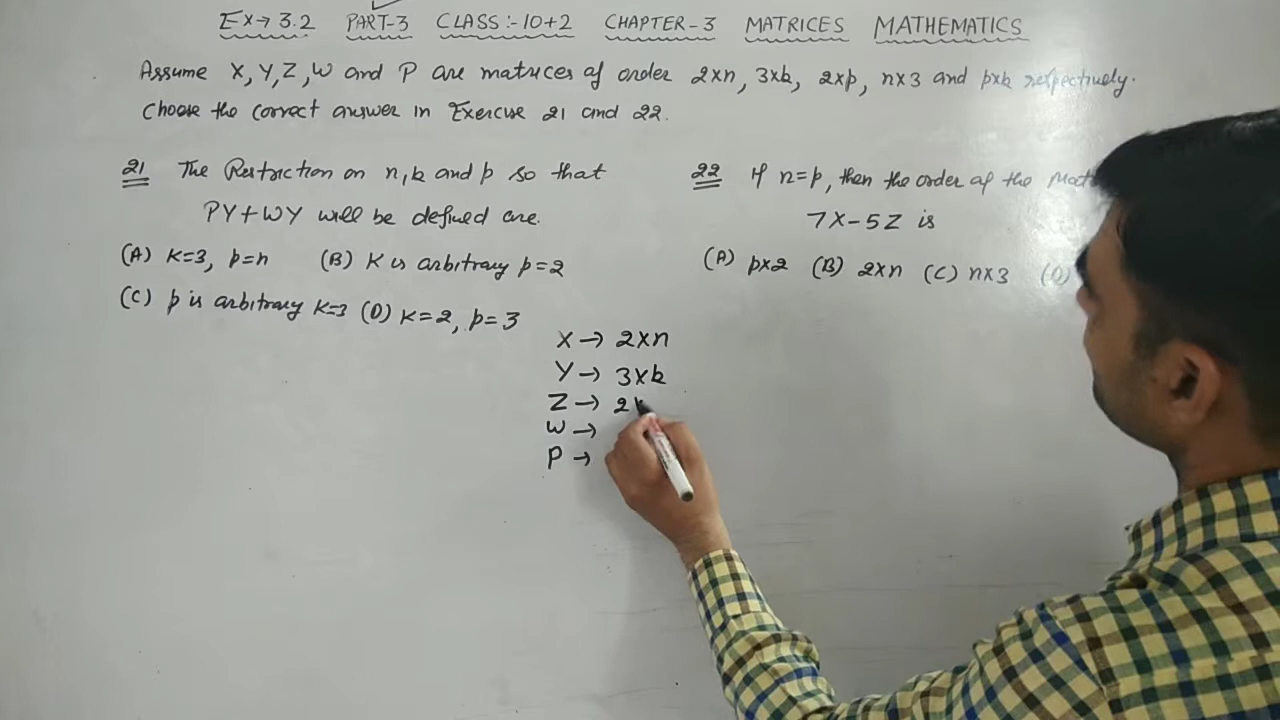 Ex→ 3.2 PART-3 CLASS:-10+2 CHAPTER-3 MATRICES MATHEMATICS
Assume X, Y, Z, W and P are matrices of order 2×n, 3×k, 2×p, n×3 and p×k respectively.
Choose the correct answer in Exercise 21 and 22.
21 The Restriction on n, k and p so that
PY+WY will be defined are.
(A) K=3, p=n (B) K is arbitrary p=2
(C) p is arbitrary K=3 (D) K=2, p=3
22 If n=p, then the order of the
7X-5Z is
(A) p×2 (B) 2×n (C) n×3 (D)
X→ 2×n
Y→ 3×k
Z→ 2×
W→
P→